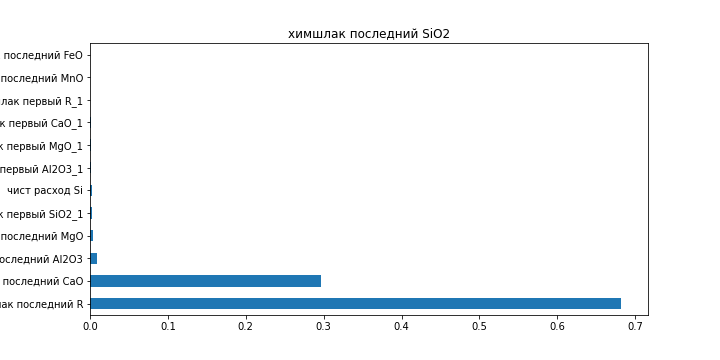 химшлак последний SiO2
последний FeO
последний MnO
лак первый R_1
к первый CaO_1
к первый MgO_1
первый Al2O3_1
чист расход Si
к первый SiO2_1
последний MgO
оследний Al2O3
последний CaO
лак последний R
0.0 0.1 0.2 0.3 0.4 0.5 0.6 0.7